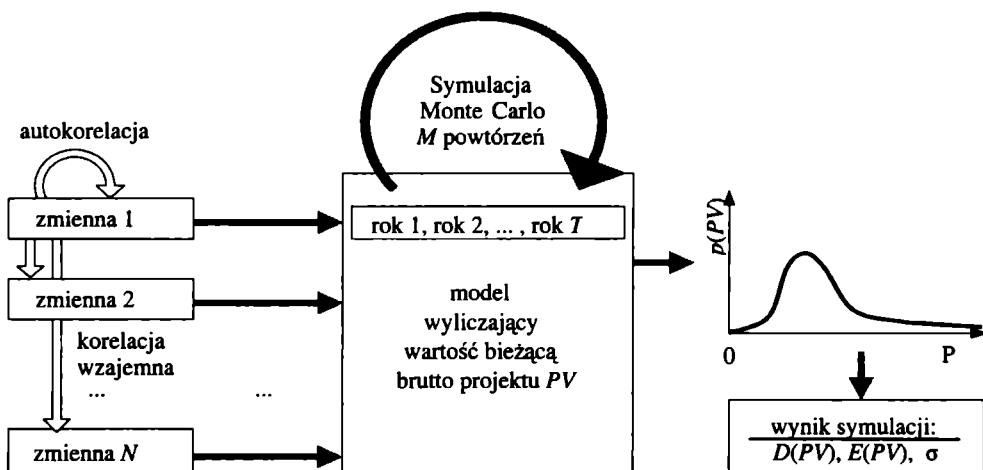 Symulacja
Monte Carlo
M powtórzeń
autokorelacja
zmienna 1
rok 1, rok 2, ... , rok T
zmienna 2
model
wyliczający
wartość bieżącą
brutto projektu PV
korelacja
wzajemna
... ...
zmienna N
p(PV)
0 P
wynik symulacji:
D(PV), E(PV), σ